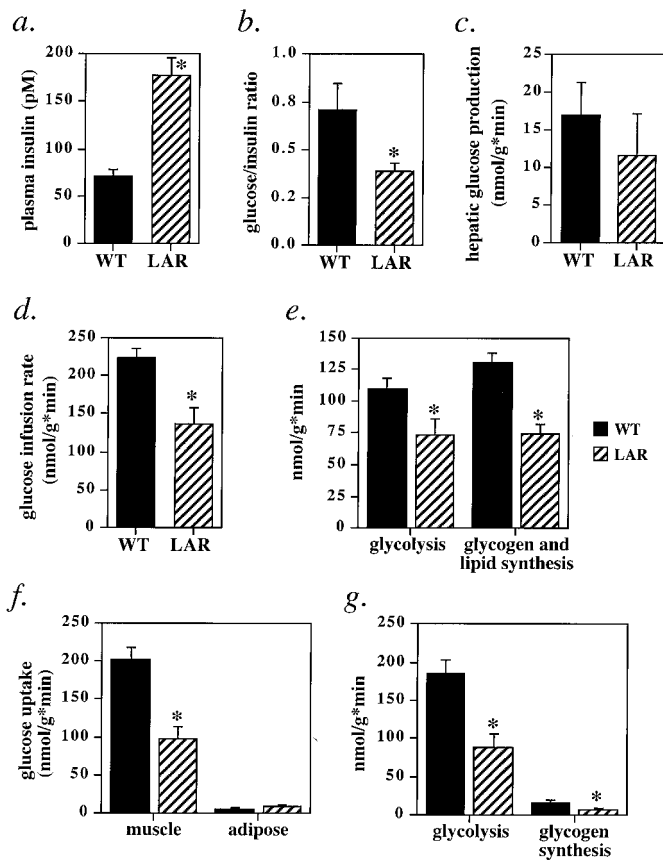 a.
plasma insulin (pM)
200
150
100
50
0
*
WT LAR
b.
glucose/insulin ratio
1.0
0.8
0.5
0.2
0.0
*
WT LAR
c.
hepatic glucose production
(nmol/g*min)
25
20
15
10
5
0
WT LAR
d.
glucose infusion rate
(nmol/g*min)
250
200
150
100
50
0
*
WT LAR
e.
nmol/g*min
150
125
100
75
50
25
0
*
*
glycolysis
glycogen and
lipid synthesis
WT
LAR
f.
glucose uptake
(nmol/g*min)
250
200
150
100
50
0
*
muscle adipose
g.
nmol/g*min
250
200
150
100
50
0
*
*
glycolysis
glycogen
synthesis